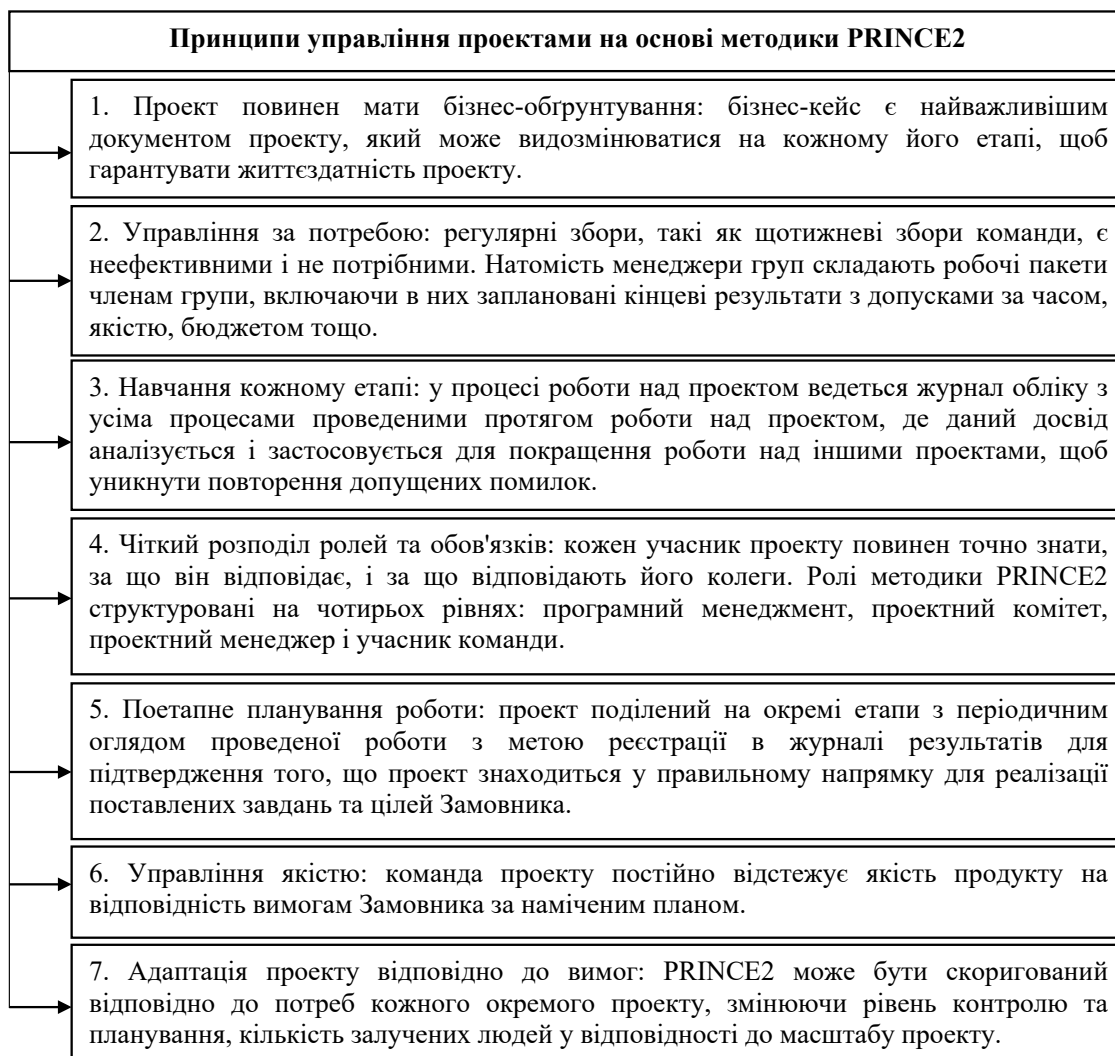 Принципи управління проектами на основі методики PRINCE2
1. Проект повинен мати бізнес-обґрунтування: бізнес-кейс є найважливішим
документом проекту, який може видозмінюватися на кожному його етапі, щоб
гарантувати життєздатність проекту.
2. Управління за потребою: регулярні збори, такі як щотижневі збори команди, є
неефективними і не потрібними. Натомість менеджери груп складають робочі пакети
членам групи, включаючи в них заплановані кінцеві результати з допусками за часом,
якістю, бюджетом тощо.
3. Навчання кожному етапі: у процесі роботи над проектом ведеться журнал обліку з
усіма процесами проведеними протягом роботи над проектом, де даний досвід
аналізується і застосовується для покращення роботи над іншими проектами, щоб
уникнути повторення допущених помилок.
4. Чіткий розподіл ролей та обов'язків: кожен учасник проекту повинен точно знати,
за що він відповідає, і за що відповідають його колеги. Ролі методики PRINCE2
структуровані на чотирьох рівнях: програмний менеджмент, проектний комітет,
проектний менеджер і учасник команди.
5. Поетапне планування роботи: проект поділений на окремі етапи з періодичним
оглядом проведеної роботи з метою реєстрації в журналі результатів для
підтвердження того, що проект знаходиться у правильному напрямку для реалізації
поставлених завдань та цілей Замовника.
6. Управління якістю: команда проекту постійно відстежує якість продукту на
відповідність вимогам Замовника за наміченим планом.
7. Адаптація проекту відповідно до вимог: PRINCE2 може бути скоригований
відповідно до потреб кожного окремого проекту, змінюючи рівень контролю та
планування, кількість залучених людей у відповідності до масштабу проекту.